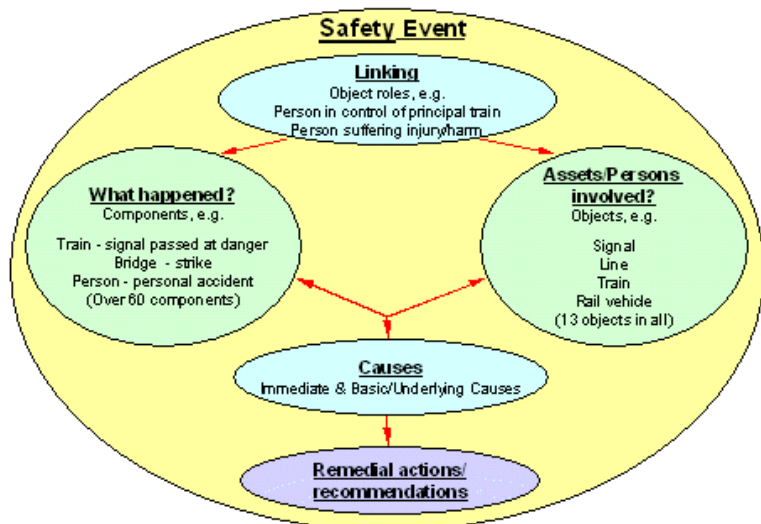 Safety Event
Linking
Object roles, e.g.
Person in control of principal train
Person suffering injury/harm
What happened?
Components, e.g.
Train - signal passed at danger
Bridge - strike
Person - personal accident
(Over 60 components)
Assets/Persons
involved?
Objects, e.g.
Signal
Line
Train
Rail vehicle
(13 objects in all)
Causes
Immediate & Basic/Underlying Causes
Remedial actions/
recommendations